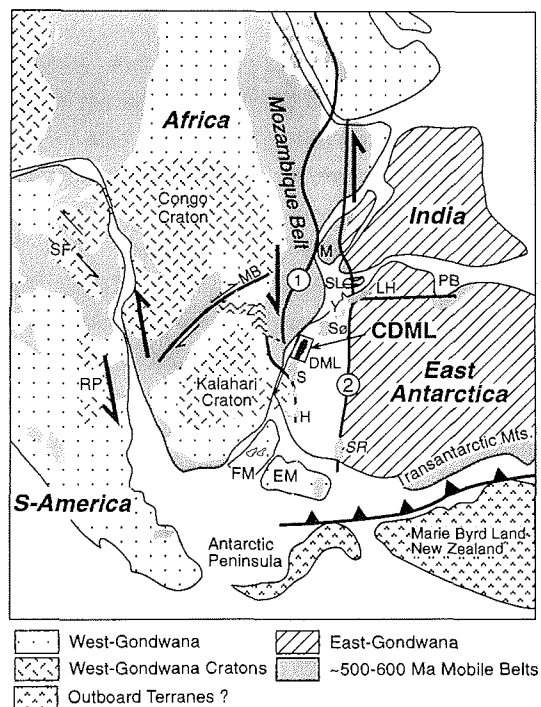 Africa
Mozambique Belt
Congo
Craton
India
SF
MB
M
SL
LH
PB
Y
1
Z
Sø
CDML
DML
RP
Kalahari
Craton
S
2
East
Antarctica
H
SR
Transantarctic Mts.
FM
EM
S-America
Antarctic
Peninsula
Marie Byrd Land
New Zealand
West-Gondwana
East-Gondwana
West-Gondwana Cratons
~500-600 Ma Mobile Belts
Outboard Terranes ?